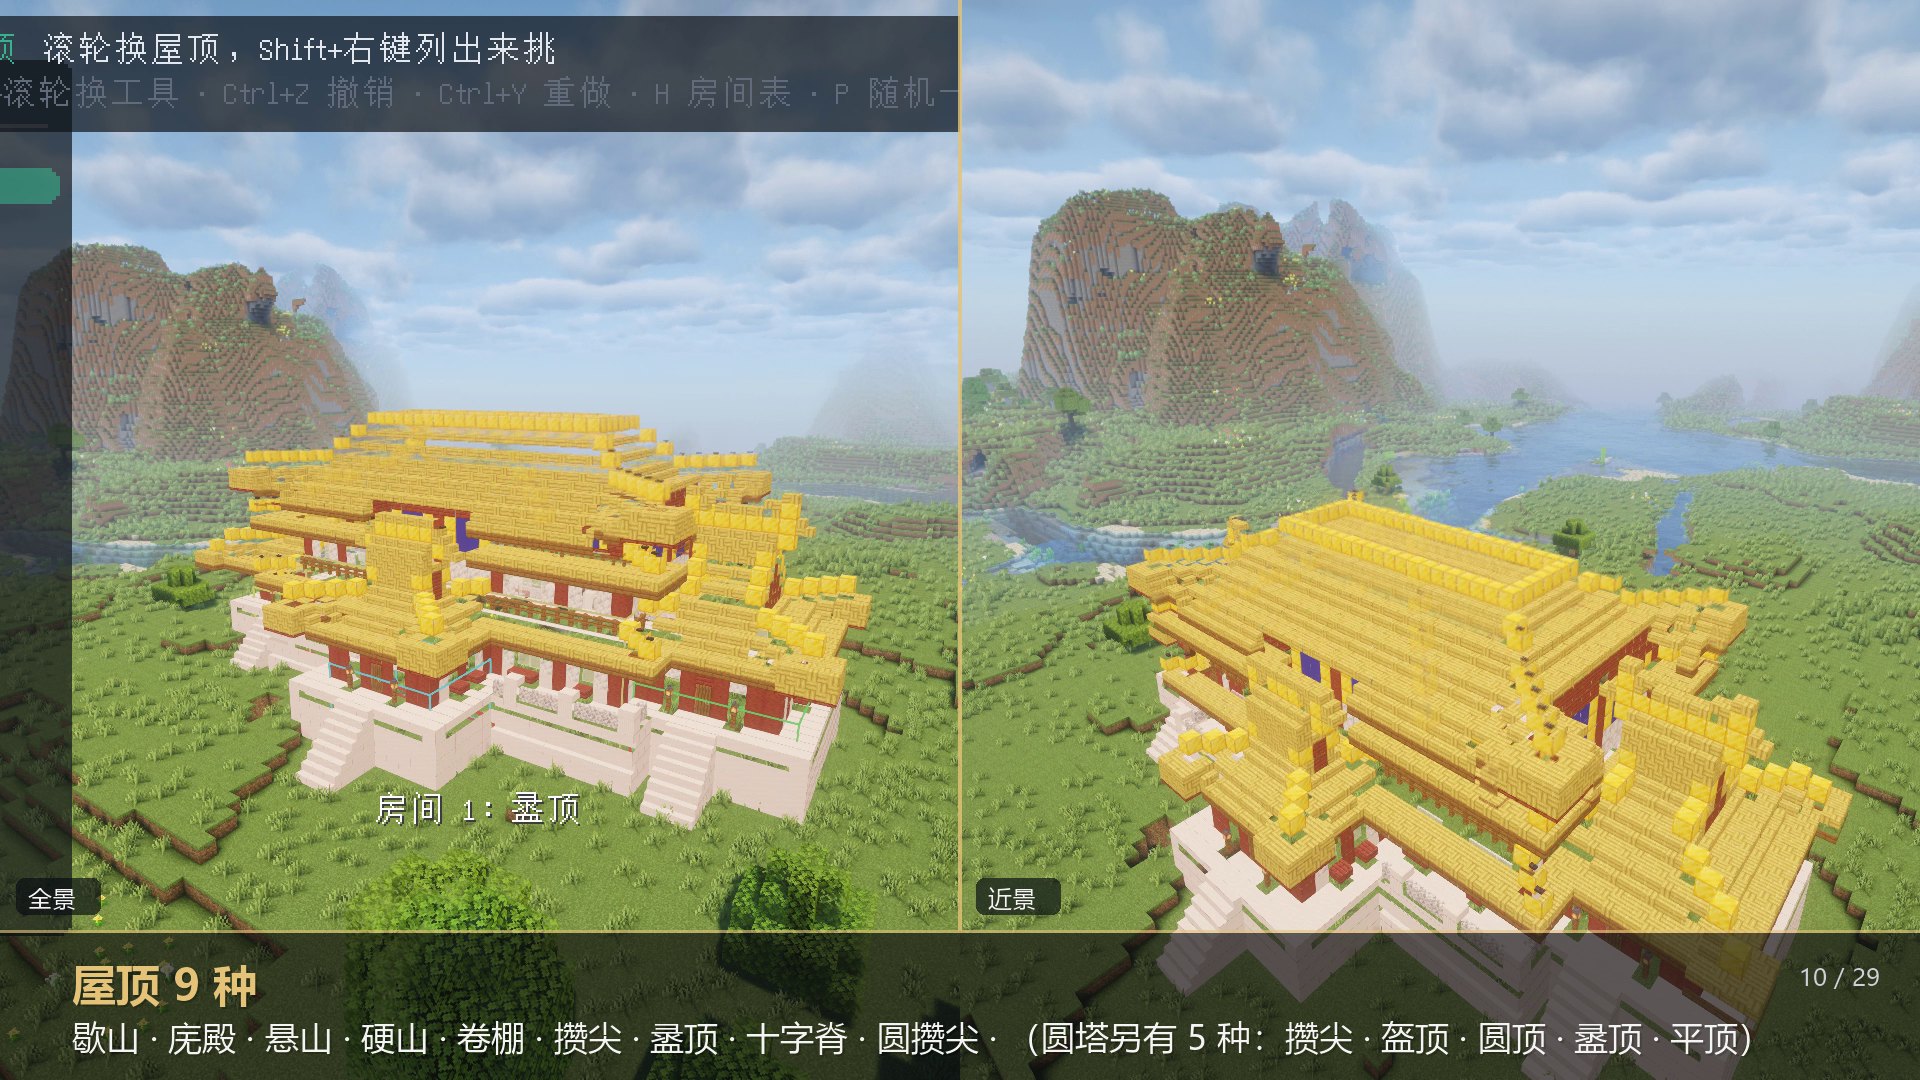 顶 滚轮换屋顶，Shift+右键列出来挑
滚轮换工具 · Ctrl+Z 撤销 · Ctrl+Y 重做 · H 房间表 · P 随机一
房间 1：盝顶
全景
近景
屋顶 9 种
10 / 29
歇山 · 庑殿 · 悬山 · 硬山 · 卷棚 · 攒尖 · 盝顶 · 十字脊 · 圆攒尖 · （圆塔另有 5 种：攒尖 · 盔顶 · 圆顶 · 盝顶 · 平顶）